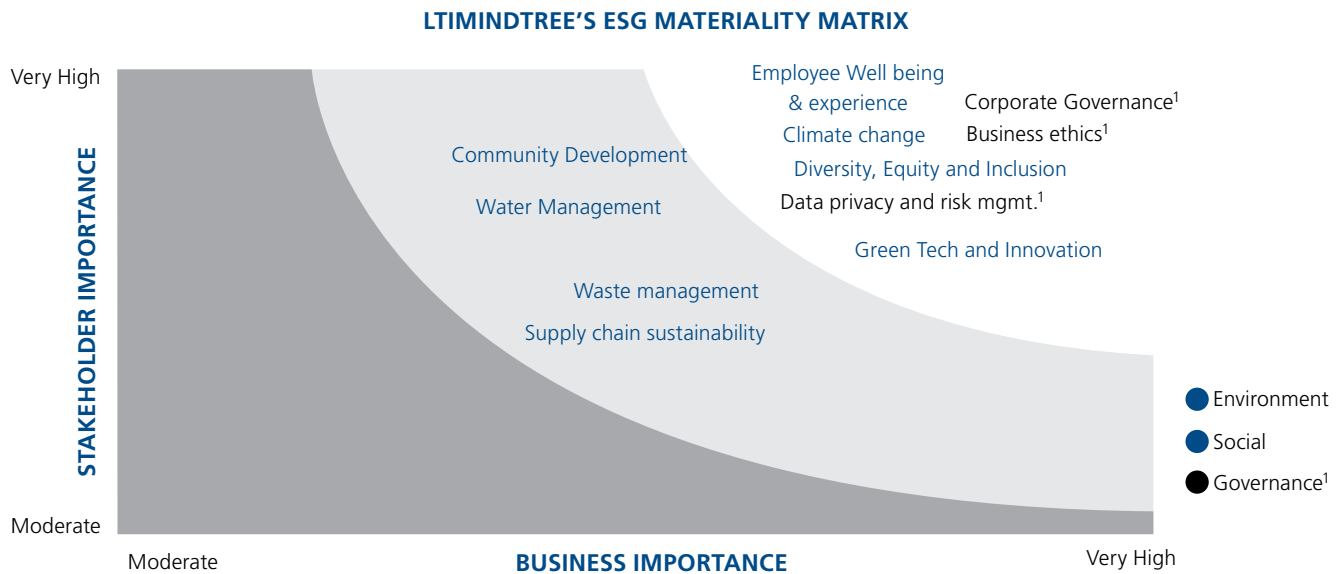 LTIMINDTREE'S ESG MATERIALITY MATRIX
Very High
STAKEHOLDER IMPORTANCE
Moderate
Employee Well being
& experience
Corporate Governance¹
Climate change
Business ethics¹
Community Development
Diversity, Equity and Inclusion
Water Management
Data privacy and risk mgmt.¹
Green Tech and Innovation
Waste management
Supply chain sustainability
Environment
Social
Governance¹
Moderate
BUSINESS IMPORTANCE
Very High